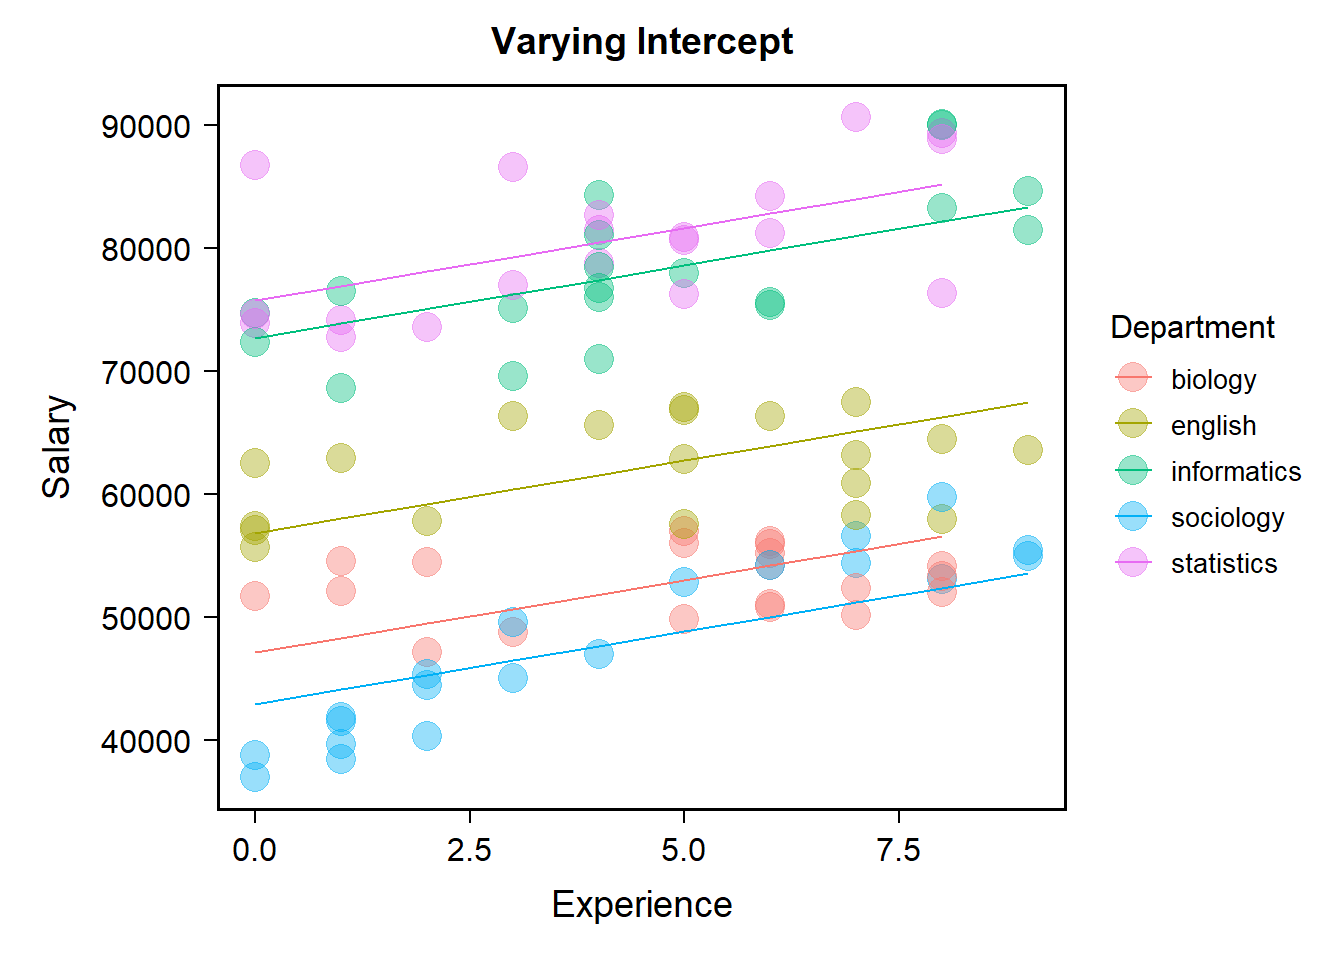 Varying Intercept
90000
80000
70000
60000
50000
40000
Salary
0.0 2.5 5.0 7.5
Experience
Department
biology
english
informatics
sociology
statistics